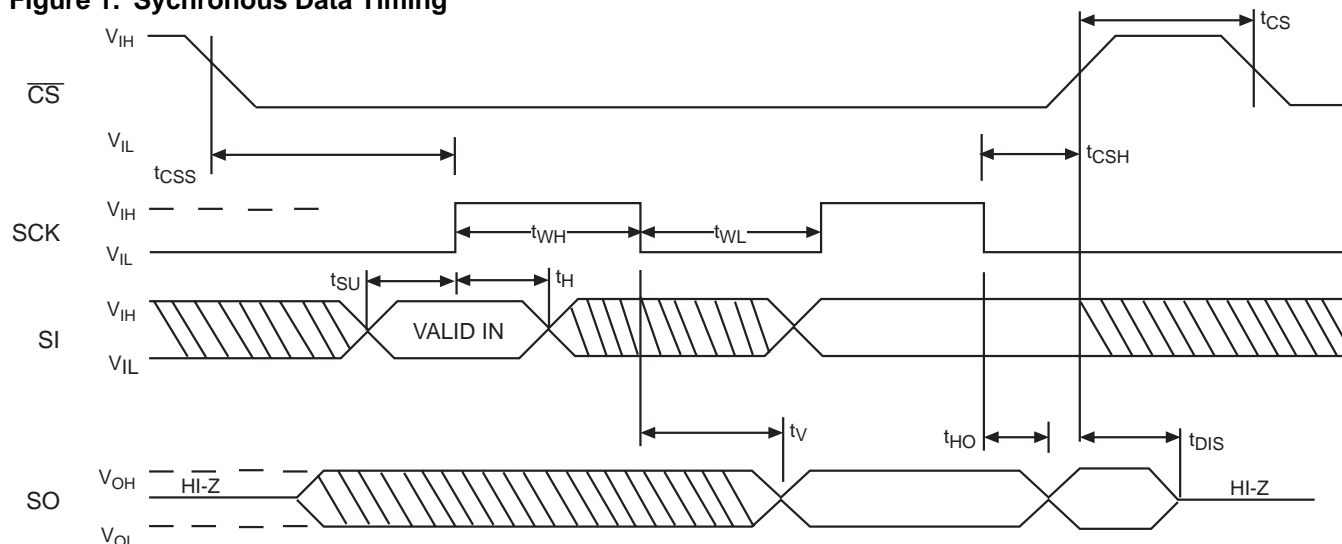 Figure 1. Sychronous Data Timing
tCS
VIH
CS
VIL
tCSS
tCSH
VIH
SCK
tWH
tWL
VIL
tSU
tH
VIH
SI
VALID IN
VIL
tV
tHO
tDIS
VOH
HI-Z
HI-Z
SO
VOL